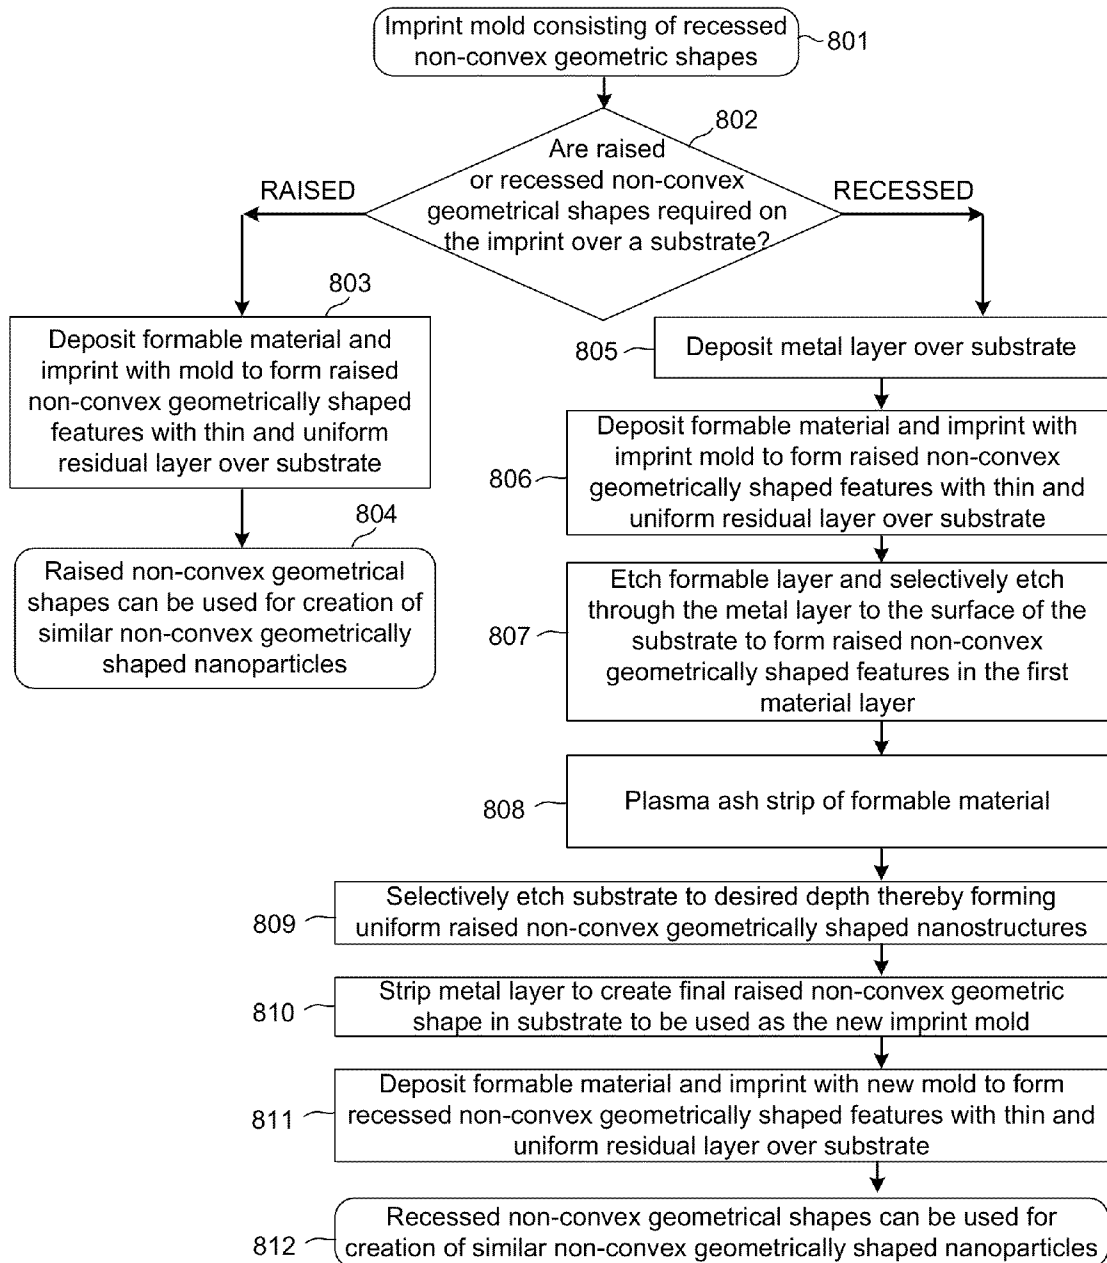 Imprint mold consisting of recessed
non-convex geometric shapes
801
802
Are raised
or recessed non-convex
geometrical shapes required on
the imprint over a substrate?
RAISED
RECESSED
803
Deposit formable material and
imprint with mold to form raised
non-convex geometrically shaped
features with thin and uniform
residual layer over substrate
804
Raised non-convex geometrical
shapes can be used for creation of
similar non-convex geometrically
shaped nanoparticles
805
Deposit metal layer over substrate
806
Deposit formable material and imprint with
imprint mold to form raised non-convex
geometrically shaped features with thin and
uniform residual layer over substrate
807
Etch formable layer and selectively etch
through the metal layer to the surface of the
substrate to form raised non-convex
geometrically shaped features in the first
material layer
808
Plasma ash strip of formable material
809
Selectively etch substrate to desired depth thereby forming
uniform raised non-convex geometrically shaped nanostructures
810
Strip metal layer to create final raised non-convex geometric
shape in substrate to be used as the new imprint mold
811
Deposit formable material and imprint with new mold to form
recessed non-convex geometrically shaped features with thin and
uniform residual layer over substrate
812
Recessed non-convex geometrical shapes can be used for
creation of similar non-convex geometrically shaped nanoparticles